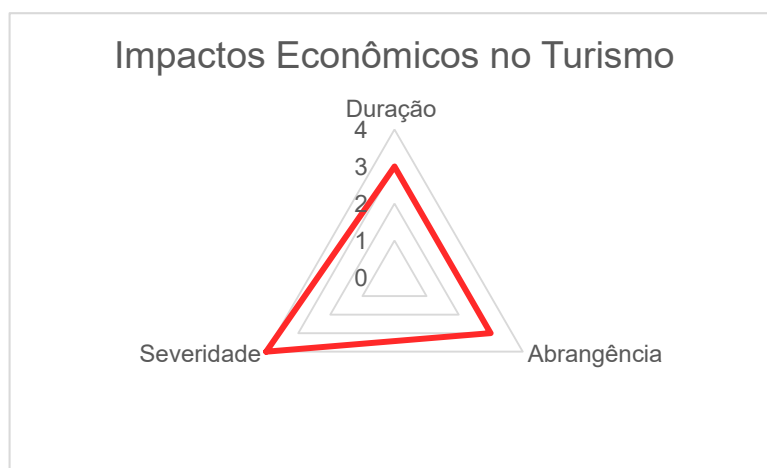 Impactos Econômicos no Turismo
Duração
4
3
2
1
0
Severidade
Abrangência